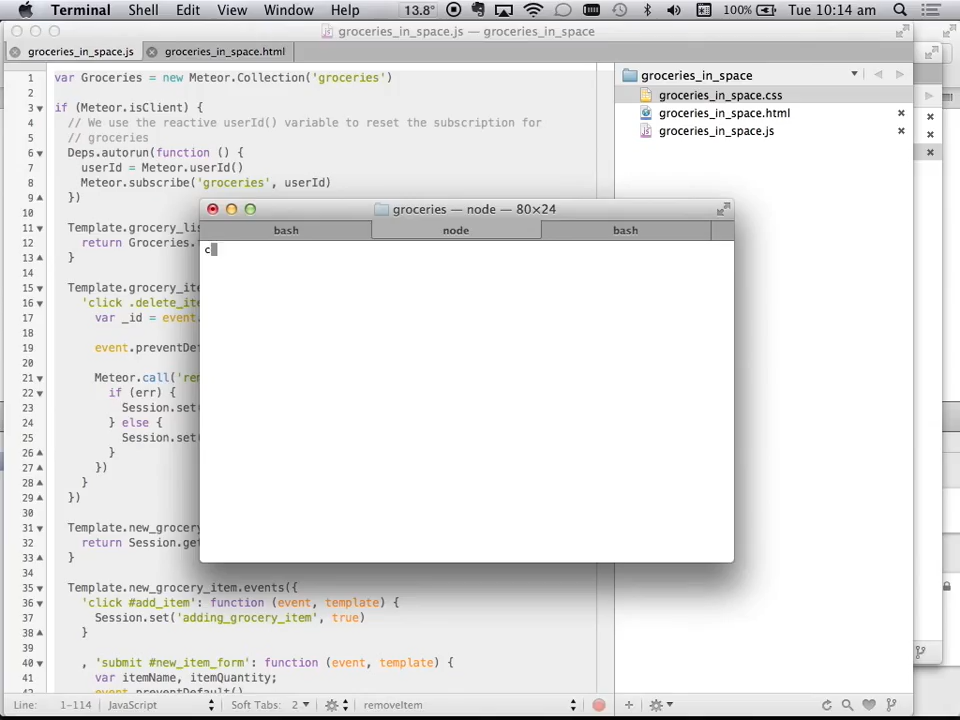 Terminal Shell Edit View Window Help 13.8° 100% Tue 10:14 am
groceries_in_space.js — groceries_in_space
groceries_in_space.js groceries_in_space.html
1 var Groceries = new Meteor.Collection('groceries')
2
3 if (Meteor.isClient) {
4 // We use the reactive userId() variable to reset the subscription for
5 // groceries
6 Deps.autorun(function () {
7 userId = Meteor.userId()
8 Meteor.subscribe('groceries', userId)
9 })
10
11 Template.grocery_lis
12 return Groceries.
13 }
14
15 Template.grocery_ite
16 'click .delete_ite
17 var _id = event.
18
19 event.preventDef
20
21 Meteor.call('rem
22 if (err) {
23 Session.set(
24 } else {
25 Session.set(
26 }
27 })
28 }
29 })
30
31 Template.new_grocery
32 return Session.get
33 }
34
35 Template.new_grocery_item.events({
36 'click #add_item': function (event, template) {
37 Session.set('adding_grocery_item', true)
38 }
39
40 , 'submit #new_item_form': function (event, template) {
41 var itemName, itemQuantity;
42 event.preventDefault()
groceries_in_space
groceries_in_space.css
groceries_in_space.html
groceries_in_space.js
groceries — node — 80×24
bash node bash
c
Line: 1-114 JavaScript Soft Tabs: 2 removeItem